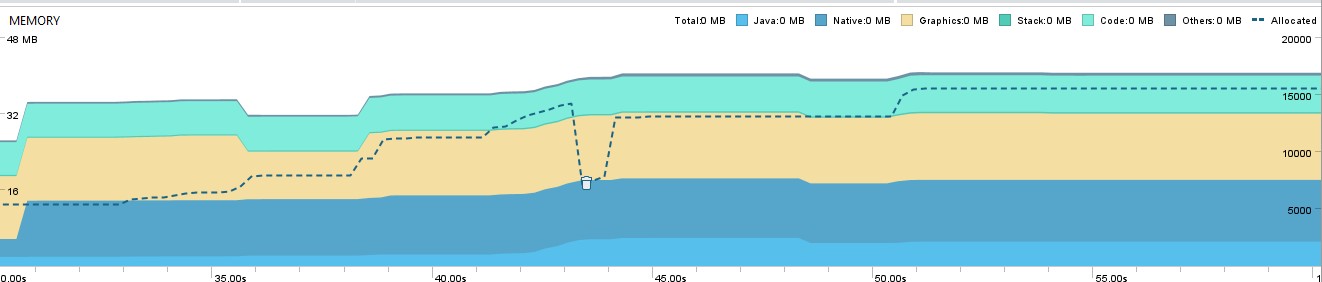 MEMORY Total:0 MB Java:0 MB Native:0 MB Graphics:0 MB Stack:0 MB Code:0 MB Others:0 MB Allocated
48 MB 20000
32 15000
10000
16 5000
0.00s 35.00s 40.00s 45.00s 50.00s 55.00s 1